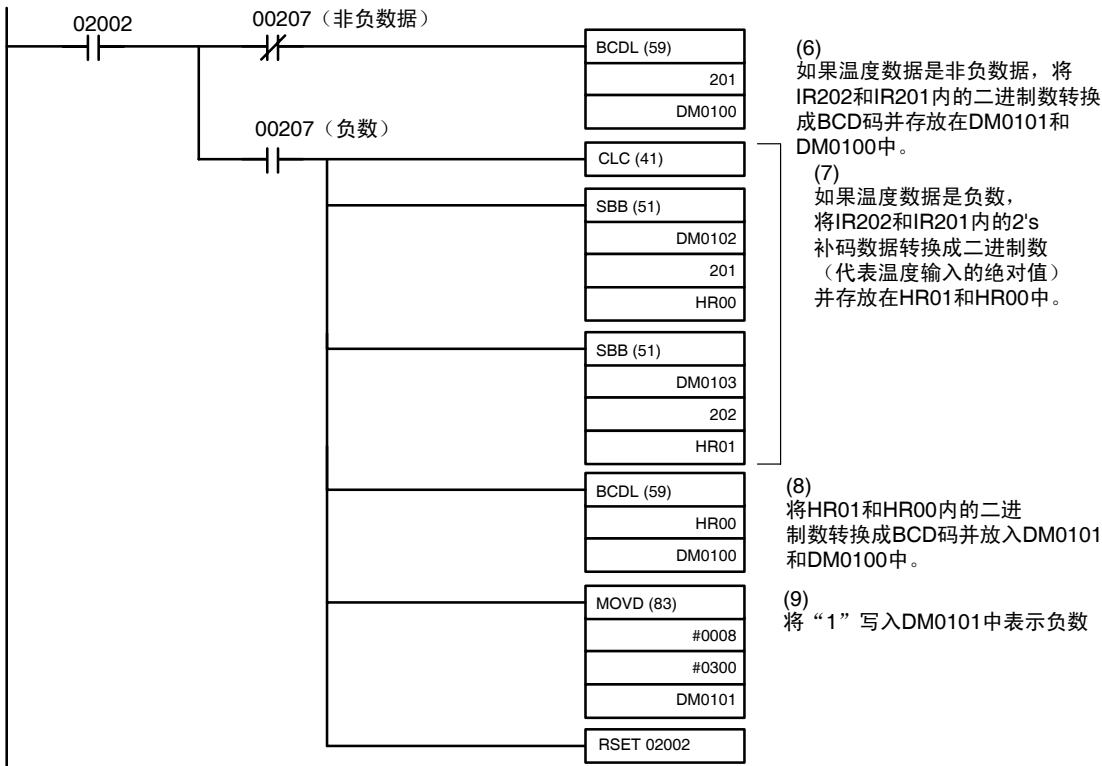 02002
00207（非负数据）
BCDL (59)
201
DM0100
(6)
如果温度数据是非负数据，将
IR202和IR201内的二进制数转换
成BCD码并存放在DM0101和
DM0100中。
00207（负数）
CLC (41)
SBB (51)
DM0102
201
HR00
SBB (51)
DM0103
202
HR01
(7)
如果温度数据是负数，
将IR202和IR201内的2's
补码数据转换成二进制数
（代表温度输入的绝对值）
并存放在HR01和HR00中。
BCDL (59)
HR00
DM0100
(8)
将HR01和HR00内的二进
制数转换成BCD码并放入DM0101
和DM0100中。
MOVD (83)
#0008
#0300
DM0101
(9)
将“1”写入DM0101中表示负数
RSET 02002